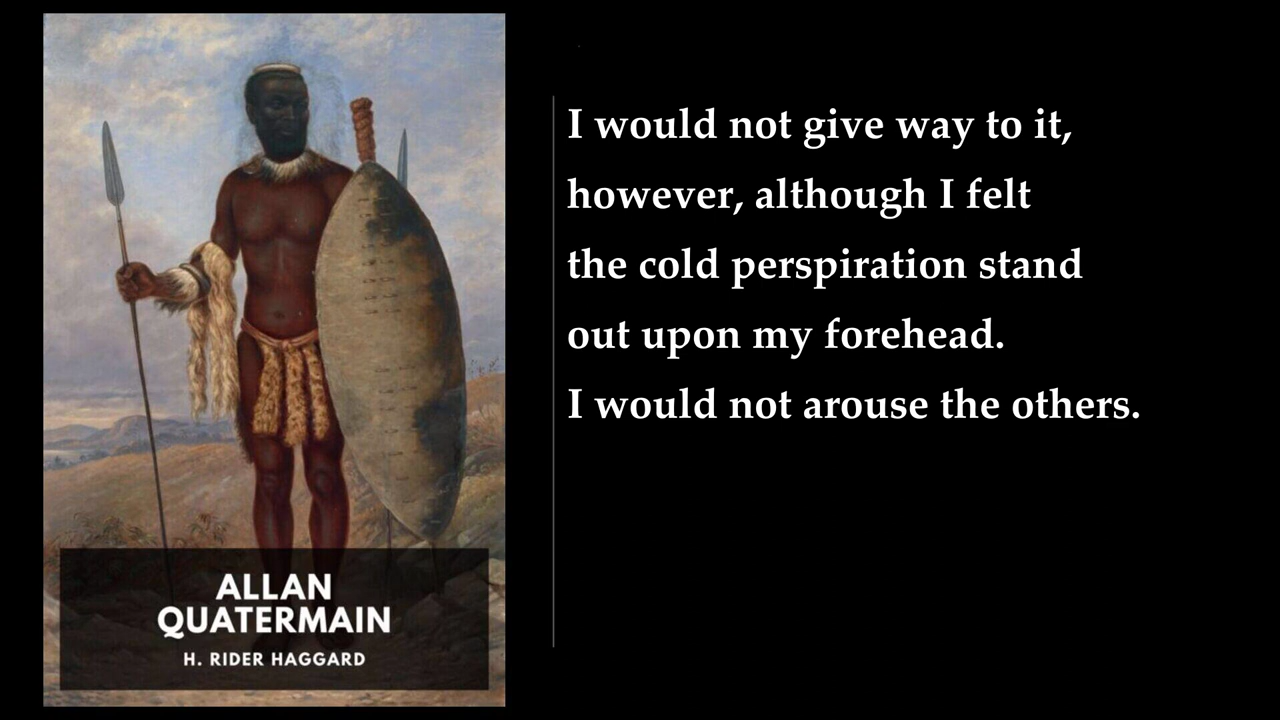 ALLAN
QUATERMAIN
H. RIDER HAGGARD
I would not give way to it,
however, although I felt
the cold perspiration stand
out upon my forehead.
I would not arouse the others.